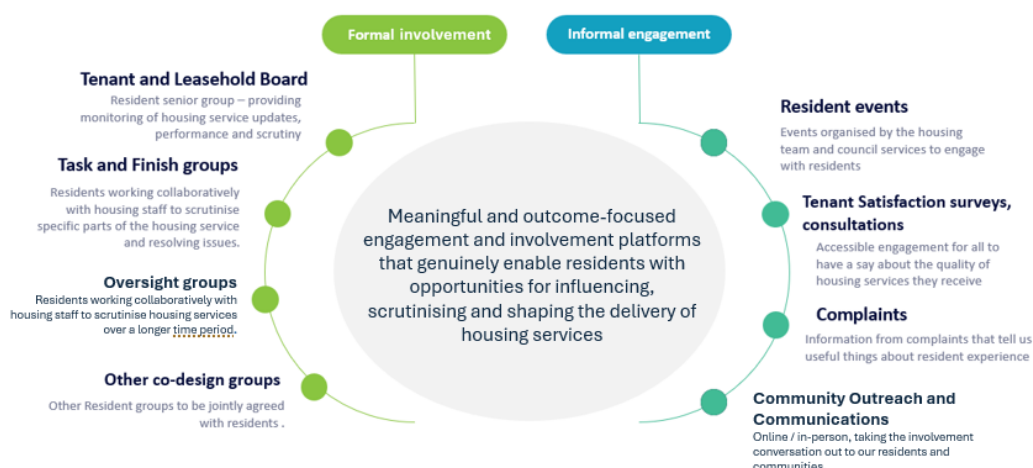 Formal involvement
Informal engagement
Tenant and Leasehold Board
Resident senior group – providing
monitoring of housing service updates,
performance and scrutiny
Task and Finish groups
Residents working collaboratively
with housing staff to scrutinise
specific parts of the housing service
and resolving issues.
Oversight groups
Residents working collaboratively with
housing staff to scrutinise housing services
over a longer time period.
Other co-design groups
Other Resident groups to be jointly agreed
with residents .
Meaningful and outcome-focused
engagement and involvement platforms
that genuinely enable residents with
opportunities for influencing,
scrutinising and shaping the delivery of
housing services
Resident events
Events organised by the housing
team and council services to engage
with residents
Tenant Satisfaction surveys,
consultations
Accessible engagement for all to
have a say about the quality of
housing services they receive
Complaints
Information from complaints that tell us
useful things about resident experience
Community Outreach and
Communications
Online / in-person, taking the involvement
conversation out to our residents and
communities